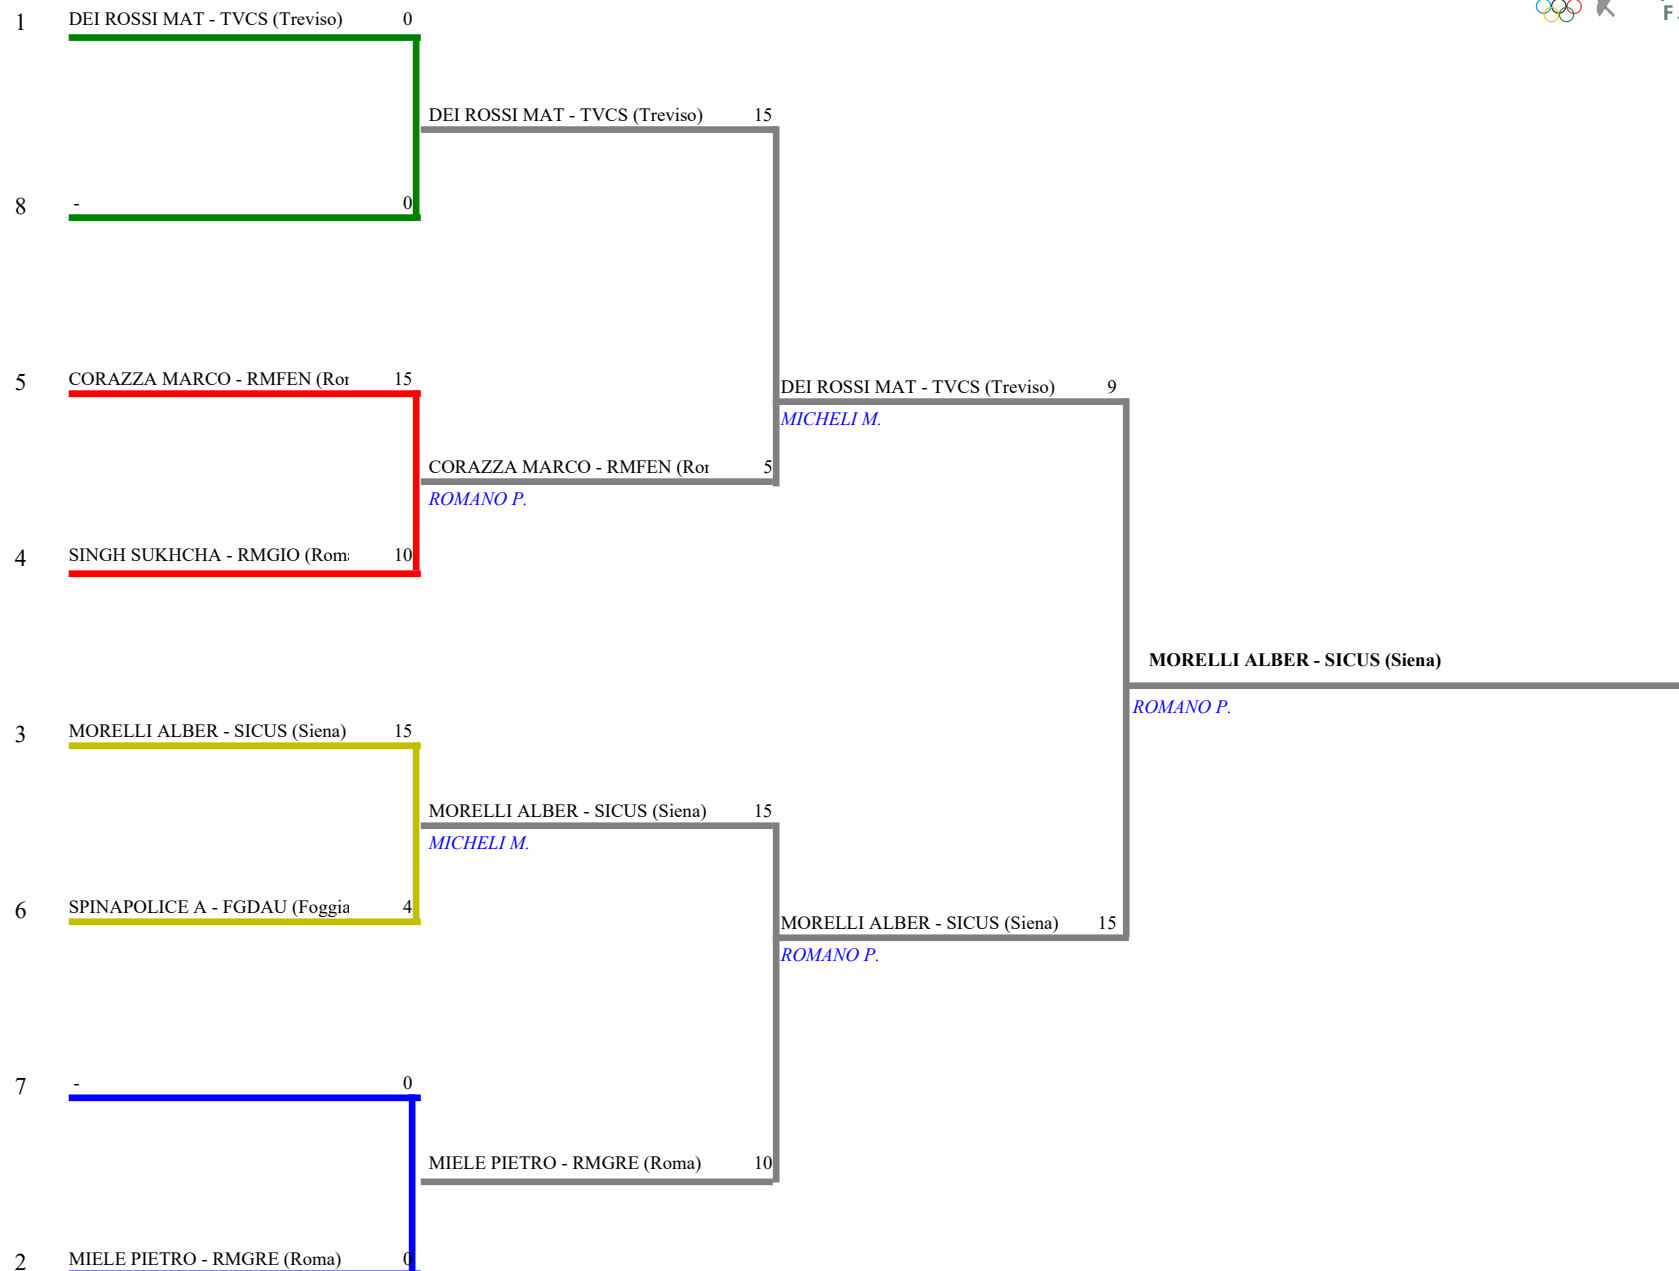 F
1 DEI ROSSI MAT - TVCS (Treviso) 0
DEI ROSSI MAT - TVCS (Treviso) 15
8 - 0
5 CORAZZA MARCO - RMFEN (Ror 15
DEI ROSSI MAT - TVCS (Treviso) 9
MICHELI M.
CORAZZA MARCO - RMFEN (Ror 5
ROMANO P.
4 SINGH SUKHCHA - RMGIO (Rom 10
MORELLI ALBER - SICUS (Siena)
ROMANO P.
3 MORELLI ALBER - SICUS (Siena) 15
MORELLI ALBER - SICUS (Siena) 15
MICHELI M.
6 SPINAPOLICE A - FGDAU (Foggia 4
MORELLI ALBER - SICUS (Siena) 15
ROMANO P.
7 - 0
MIELE PIETRO - RMGRE (Roma) 10
2 MIELE PIETRO - RMGRE (Roma) 0